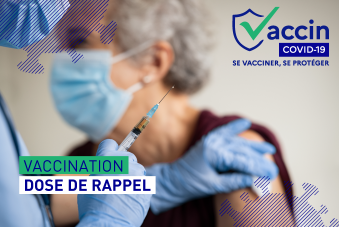 Vaccin
COVID-19
SE VACCINER, SE PROTÉGER
VACCINATION
DOSE DE RAPPEL